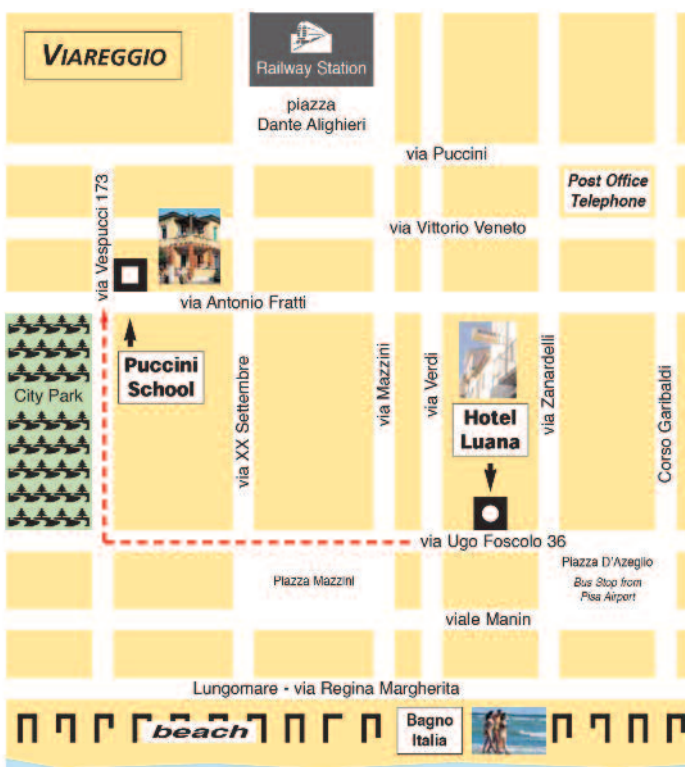 VIAREGGIO
Railway Station
piazza
Dante Alighieri
via Puccini
Post Office
Telephone
via Vespucci 173
via Vittorio Veneto
via Antonio Fratti
City Park
Puccini
School
via XX Settembre
via Mazzini
via Verdi
Hotel
Luana
via Zanardelli
Corso Garibaldi
via Ugo Foscolo 36
Piazza Mazzini
Piazza D'Azeglio
Bus Stop from
Pisa Airport
viale Manin
Lungomare - via Regina Margherita
beach
Bagno
Italia